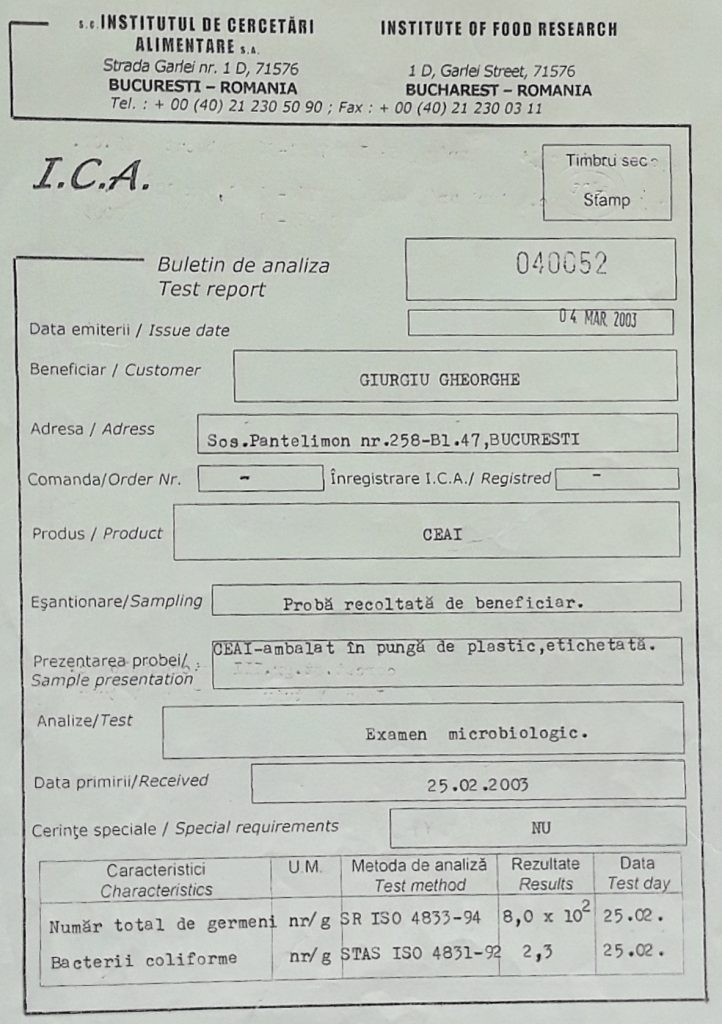 S.C. INSTITUTUL DE CERCETĂRI
ALIMENTARE S.A.
Strada Garlei nr. 1 D, 71576
BUCURESTI – ROMANIA
INSTITUTE OF FOOD RESEARCH
1 D, Garlei Street, 71576
BUCHAREST – ROMANIA
Tel. : + 00 (40) 21 230 50 90 ; Fax : + 00 (40) 21 230 03 11
I.C.A.
Timbru sec
Stamp
Buletin de analiza
Test report
040052
Data emiterii / Issue date
04 MAR 2003
Beneficiar / Customer
GIURGIU GHEORGHE
Adresa / Adress
Sos.Pantelimon nr.258-Bl.47,BUCURESTI
Comanda/Order Nr. - Înregistrare I.C.A./ Registred -
Produs / Product
CEAI
Eşantionare/Sampling
Probă recoltată de beneficiar.
Prezentarea probei/
Sample presentation
CEAI-ambalat în pungă de plastic,etichetată.
Analize/Test
Examen microbiologic.
Data primirii/Received
25.02.2003
Cerinţe speciale / Special requirements
NU
Caracteristici U.M. Metoda de analiză Rezultate Data
Characteristics Test method Results Test day
Număr total de germeni nr/g SR ISO 4833-94 8,0 x 10² 25.02.
Bacterii coliforme nr/g STAS ISO 4831-92 2,3 25.02.